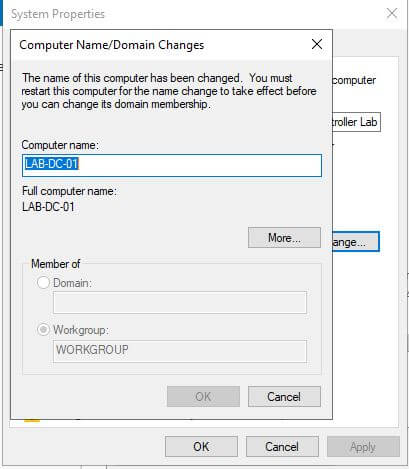 System Properties
Computer Name/Domain Changes
The name of this computer has been changed. You must
restart this computer for the name change to take effect before
you can change its domain membership.
computer
troller Lab
Computer name:
LAB-DC-01
Full computer name:
LAB-DC-01
More...
ange...
Member of
Domain:
Workgroup:
WORKGROUP
OK
Cancel
OK
Cancel
Apply